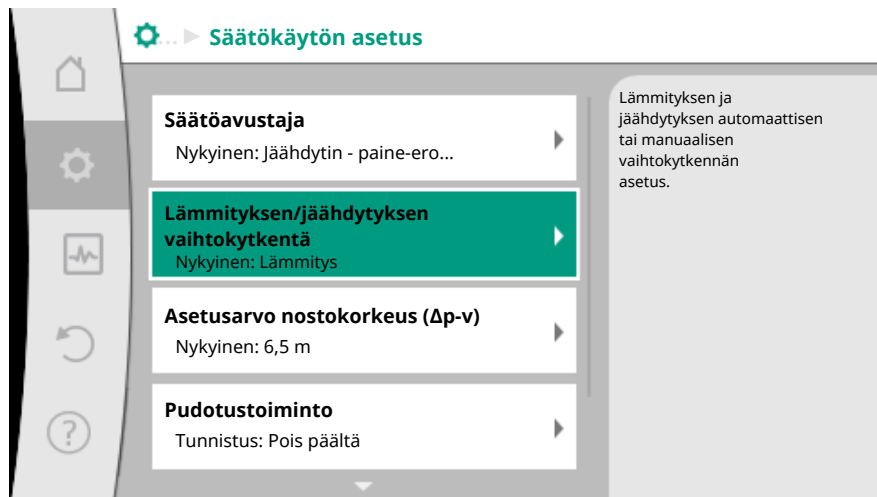 ... Säätökäytön asetus
Säätöavustaja
Nykyinen: Jäähdytin - paine-ero...
Lämmityksen/jäähdytyksen
vaihtokytkentä
Nykyinen: Lämmitys
Asetusarvo nostokorkeus (Δp-v)
Nykyinen: 6,5 m
Pudotustoiminto
Tunnistus: Pois päältä
Lämmityksen ja
jäähdytyksen automaattisen
tai manuaalisen
vaihtokytkennän
asetus.